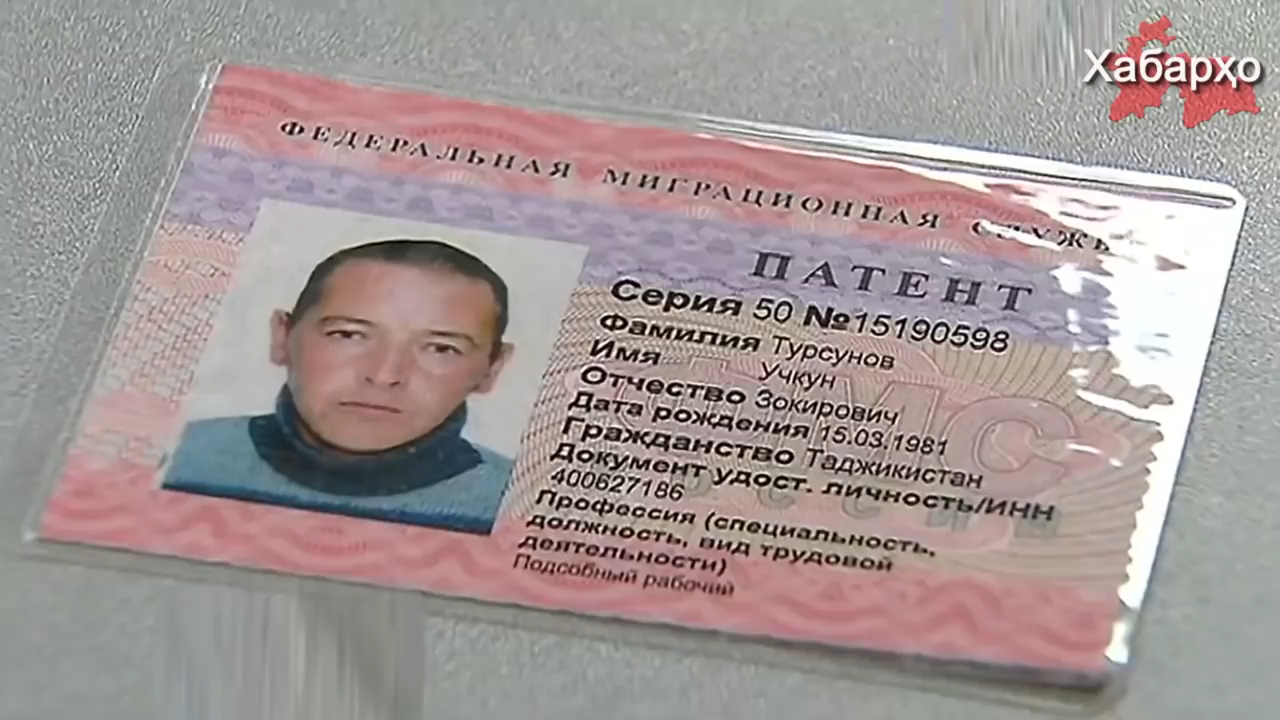 Хабарҳо
ФЕДЕРАЛЬНАЯ МИГРАЦИОННАЯ
ПАТЕНТ
Серия 50 №15190598
Фамилия Турсунов
Имя Учкун
Отчество Зокирович
Дата рождения 15.03.1981
Гражданство Таджикистан
Документ удост. личность/ИНН
400627186
Профессия (специальность,
должность, вид трудовой
деятельности)
Подсобный рабочий